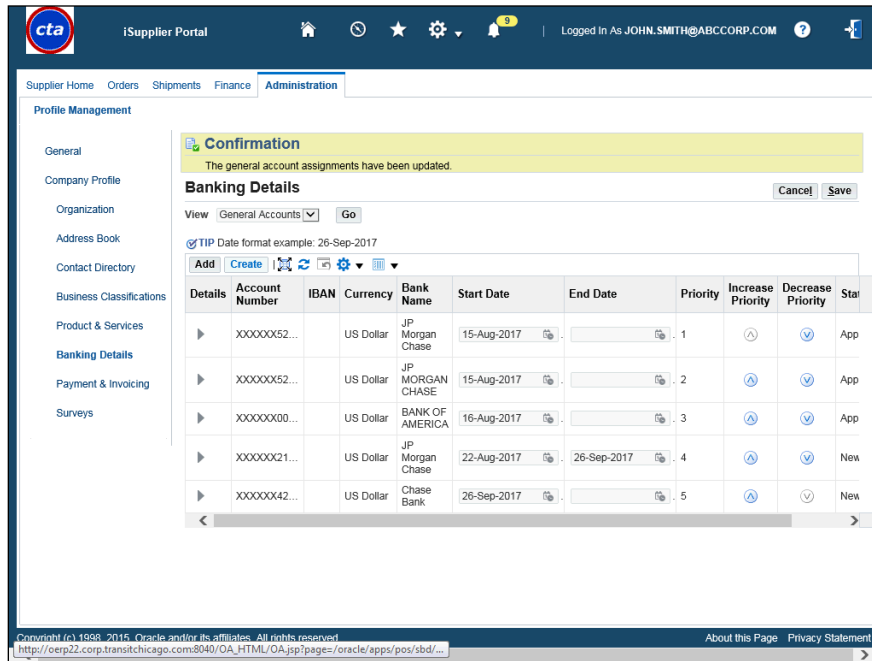 cta
iSupplier Portal
9
| Logged In As JOHN.SMITH@ABCCORP.COM
?
Supplier Home Orders Shipments Finance Administration
Profile Management
General
Company Profile
Organization
Address Book
Contact Directory
Business Classifications
Product & Services
Banking Details
Payment & Invoicing
Surveys
Confirmation
The general account assignments have been updated.
Banking Details
Cancel Save
View General Accounts Go
TIP Date format example: 26-Sep-2017
Add Create
Details Account Number IBAN Currency Bank Name Start Date End Date Priority Increase Priority Decrease Priority Stat
XXXXXX52... US Dollar JP Morgan Chase 15-Aug-2017 . . 1 App
XXXXXX52... US Dollar JP MORGAN CHASE 15-Aug-2017 . . 2 App
XXXXXX00... US Dollar BANK OF AMERICA 16-Aug-2017 . . 3 App
XXXXXX21... US Dollar JP Morgan Chase 22-Aug-2017 . 26-Sep-2017 . 4 New
XXXXXX42... US Dollar Chase Bank 26-Sep-2017 . . 5 New
Copyright (c) 1998, 2015, Oracle and/or its affiliates. All rights reserved.
About this Page Privacy Statement
http://oerp22.corp.transitchicago.com:8040/OA_HTML/OA.jsp?page=/oracle/apps/pos/sbd/...